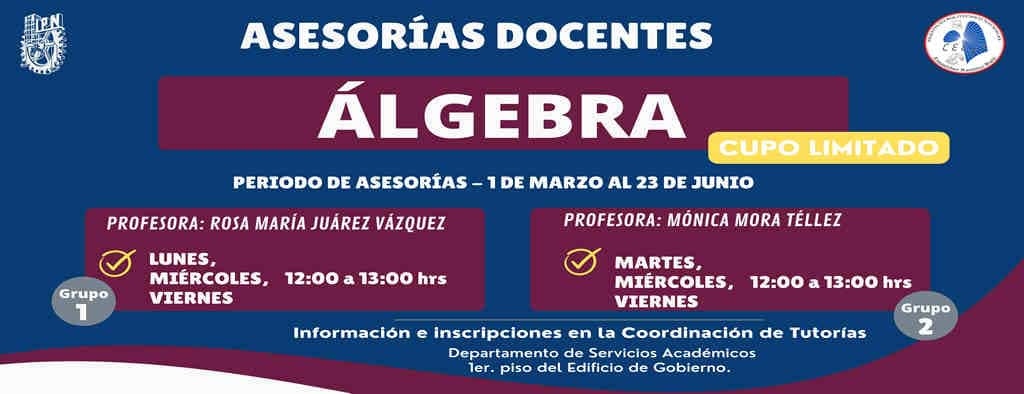 IPN
ASESORÍAS DOCENTES
ÁLGEBRA
CUPO LIMITADO
PERIODO DE ASESORÍAS – 1 DE MARZO AL 23 DE JUNIO
PROFESORA: ROSA MARÍA JUÁREZ VÁZQUEZ
LUNES,
MIÉRCOLES, 12:00 a 13:00 hrs
VIERNES
Grupo
1
PROFESORA: MÓNICA MORA TÉLLEZ
MARTES,
MIÉRCOLES, 12:00 a 13:00 hrs
VIERNES
Grupo
2
Información e inscripciones en la Coordinación de Tutorías
Departamento de Servicios Académicos
1er. piso del Edificio de Gobierno.